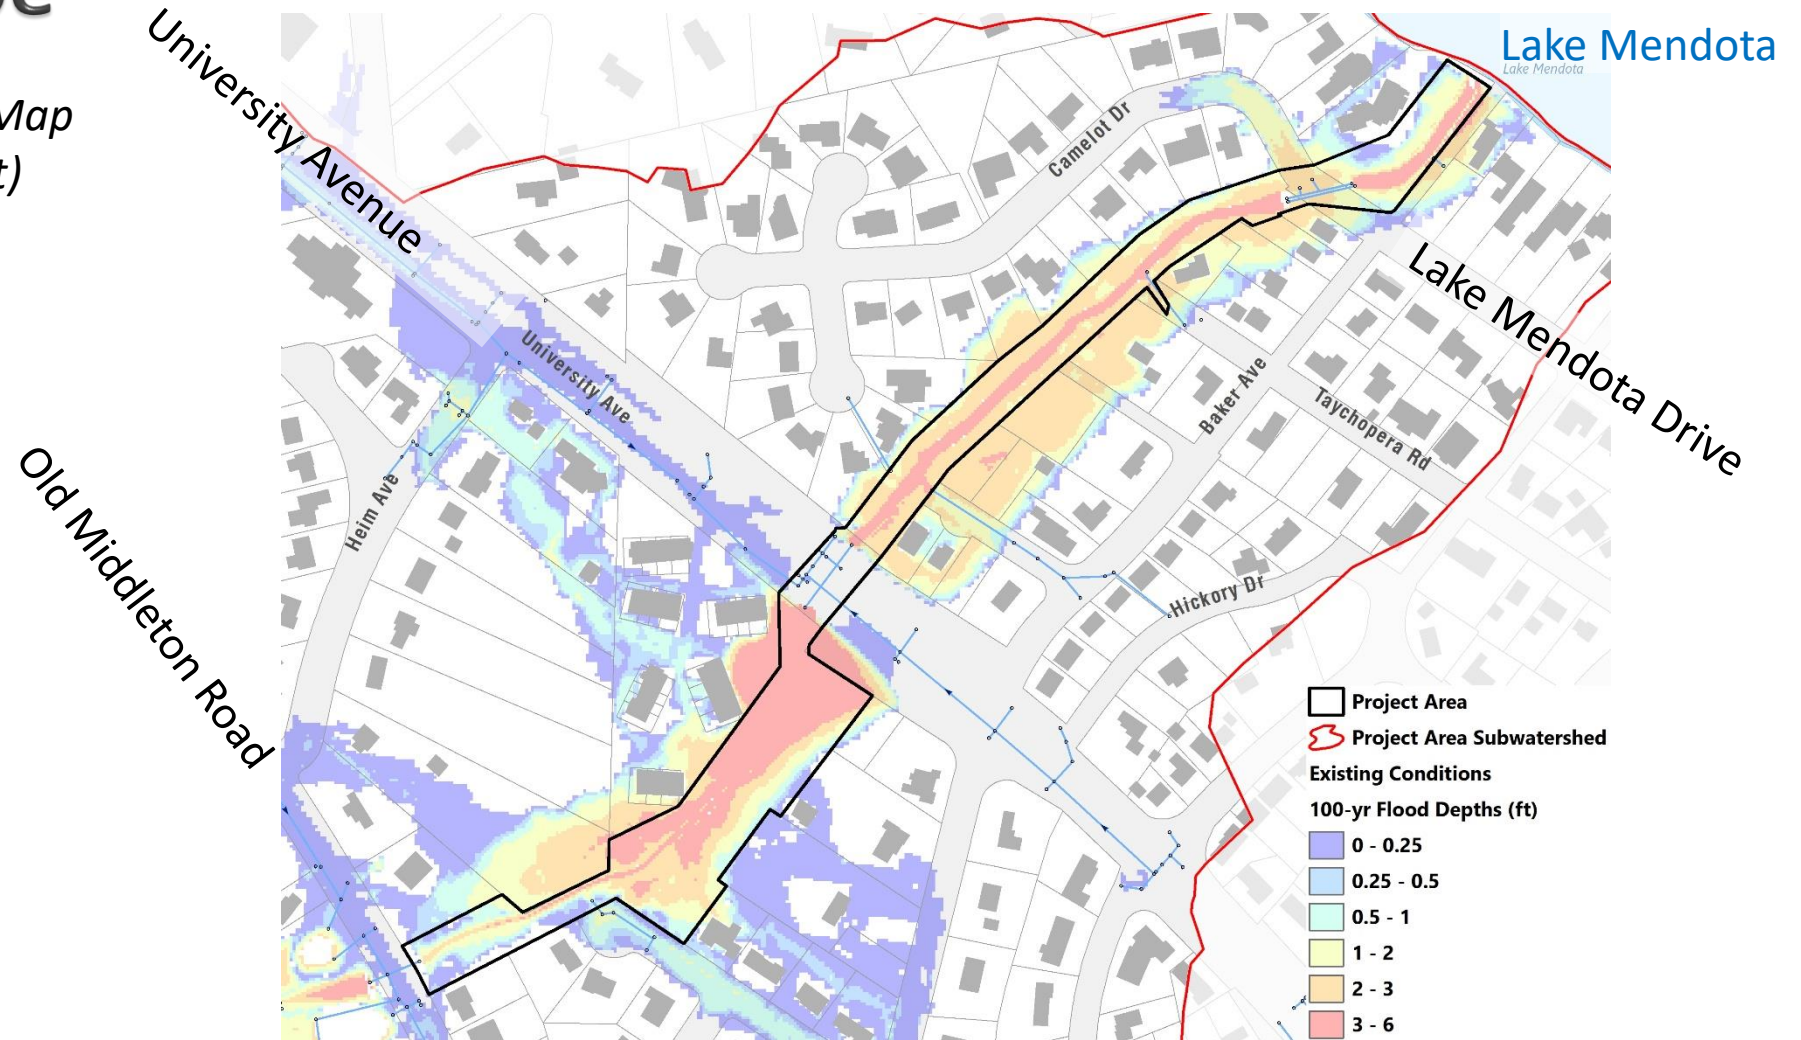 Map
t)
University Avenue
Lake Mendota
Lake Mendota
Camelot Dr
University Ave
Lake Mendota Drive
Baker Ave
Taychopera Rd
Old Middleton Road
Heim Ave
Hickory Dr
Project Area
Project Area Subwatershed
Existing Conditions
100-yr Flood Depths (ft)
0 - 0.25
0.25 - 0.5
0.5 - 1
1 - 2
2 - 3
3 - 6